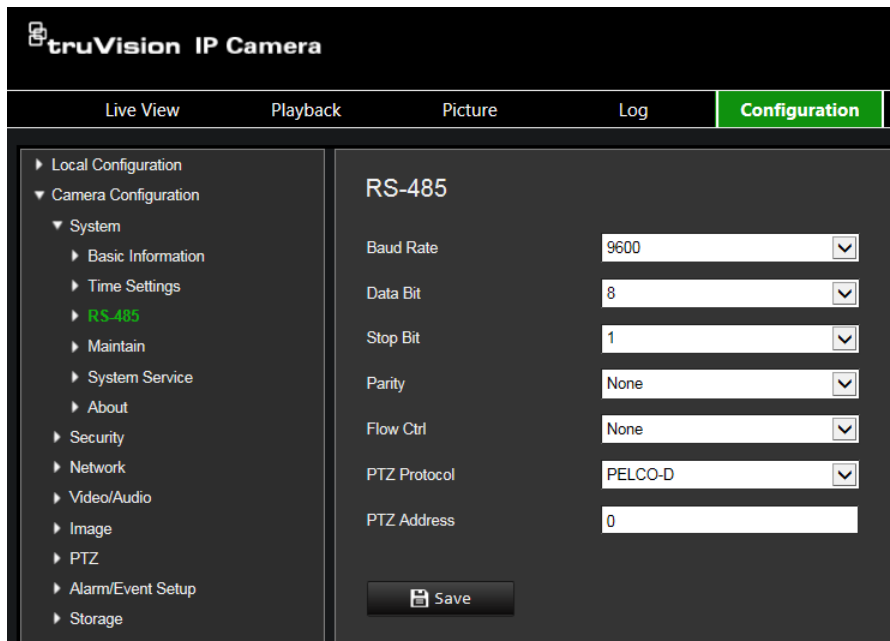 truVision IP Camera
Live View Playback Picture Log Configuration
Local Configuration
Camera Configuration
System
Basic Information
Time Settings
RS-485
Maintain
System Service
About
Security
Network
Video/Audio
Image
PTZ
Alarm/Event Setup
Storage
RS-485
Baud Rate 9600
Data Bit 8
Stop Bit 1
Parity None
Flow Ctrl None
PTZ Protocol PELCO-D
PTZ Address 0
Save